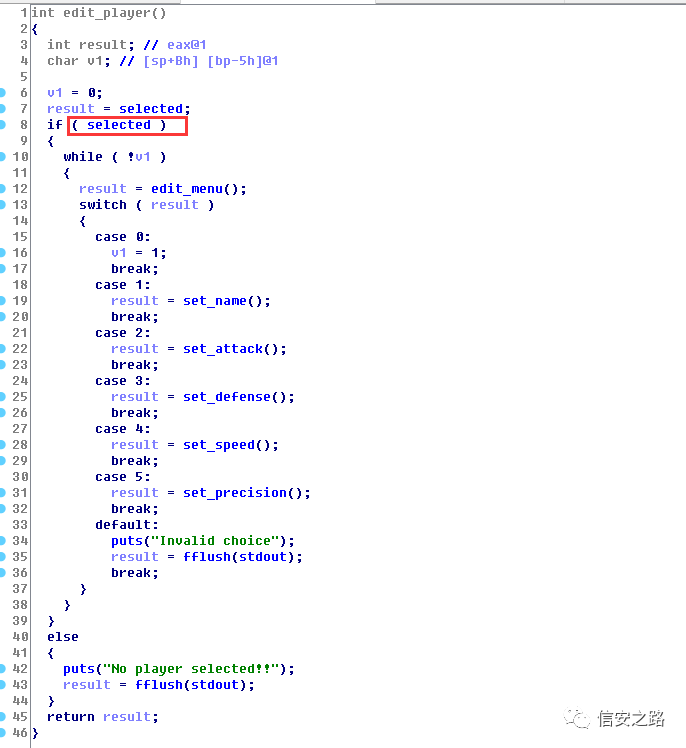 1 int edit_player()
2 {
3 int result; // eax@1
4 char v1; // [sp+Bh] [bp-5h]@1
5
6 v1 = 0;
7 result = selected;
8 if ( selected )
9 {
10 while ( !v1 )
11 {
12 result = edit_menu();
13 switch ( result )
14 {
15 case 0:
16 v1 = 1;
17 break;
18 case 1:
19 result = set_name();
20 break;
21 case 2:
22 result = set_attack();
23 break;
24 case 3:
25 result = set_defense();
26 break;
27 case 4:
28 result = set_speed();
29 break;
30 case 5:
31 result = set_precision();
32 break;
33 default:
34 puts("Invalid choice");
35 result = fflush(stdout);
36 break;
37 }
38 }
39 }
40 else
41 {
42 puts("No player selected!!");
43 result = fflush(stdout);
44 }
45 return result;
46 }
信安之路